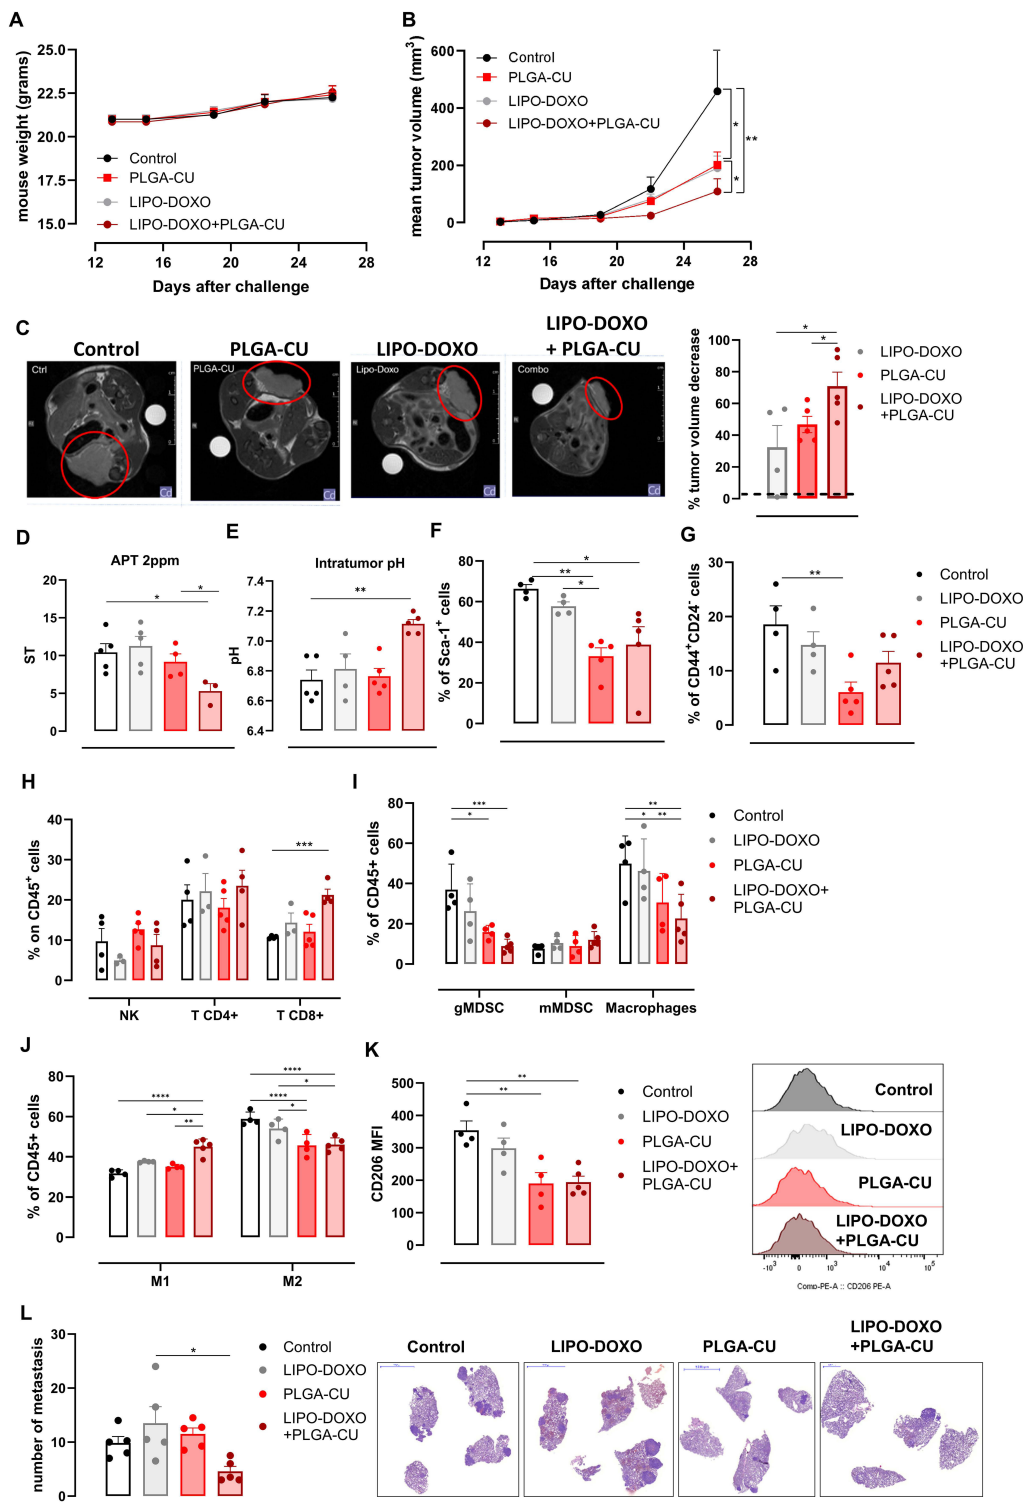 A
mouse weight (grams)
25.0
22.5
20.0
17.5
15.0
Control
PLGA-CU
LIPO-DOXO
LIPO-DOXO+PLGA-CU
12 16 20 24 28
Days after challenge
B
mean tumor volume (mm³)
600
400
200
0
Control
PLGA-CU
LIPO-DOXO
LIPO-DOXO+PLGA-CU
*
**
*
12 16 20 24 28
Days after challenge
C
Control
PLGA-CU
LIPO-DOXO
LIPO-DOXO
+ PLGA-CU
Ctrl
PLGA-CU
Lipo-Doxo
Combo
Cd
Cd
Cd
Cd
% tumor volume decrease
100
80
60
40
20
0
*
*
LIPO-DOXO
PLGA-CU
LIPO-DOXO
+PLGA-CU
D
APT 2ppm
ST
20
15
10
5
0
*
*
E
Intratumor pH
pH
7.4
7.2
7.0
6.8
6.6
6.4
**
F
% of Sca-1⁺ cells
80
60
40
20
0
*
**
*
G
% of CD44⁺CD24⁻ cells
30
25
20
15
10
5
0
**
Control
LIPO-DOXO
PLGA-CU
LIPO-DOXO
+PLGA-CU
H
% on CD45⁺ cells
40
30
20
10
0
***
NK T CD4+ T CD8+
I
% of CD45+ cells
80
60
40
20
0
***
*
**
* **
gMDSC mMDSC Macrophages
Control
LIPO-DOXO
PLGA-CU
LIPO-DOXO+
PLGA-CU
J
% of CD45+ cells
80
60
40
20
0
****
*
**
****
*
****
*
M1 M2
K
CD206 MFI
500
400
300
200
100
0
**
**
Control
LIPO-DOXO
PLGA-CU
LIPO-DOXO+
PLGA-CU
Control
LIPO-DOXO
PLGA-CU
LIPO-DOXO
+PLGA-CU
-10³ 0 10³ 10⁴ 10⁵
Comp-PE-A :: CD206 PE-A
L
number of metastasis
30
20
10
0
*
Control
LIPO-DOXO
PLGA-CU
LIPO-DOXO
+PLGA-CU
Control
LIPO-DOXO
PLGA-CU
LIPO-DOXO
+PLGA-CU